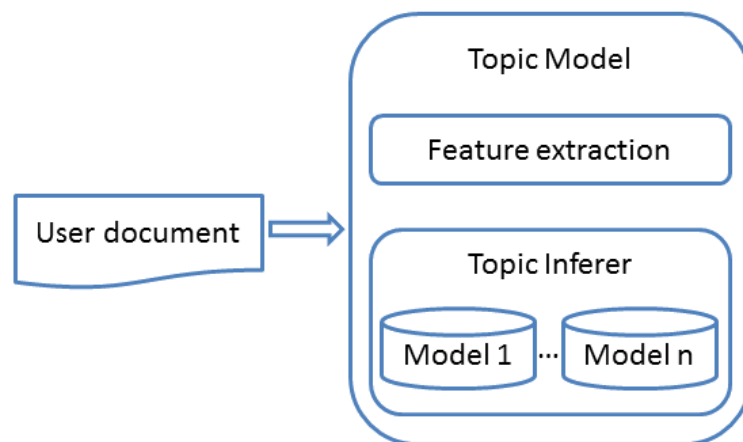 Topic Model
Feature extraction
User document
Topic Inferer
Model 1 ... Model n